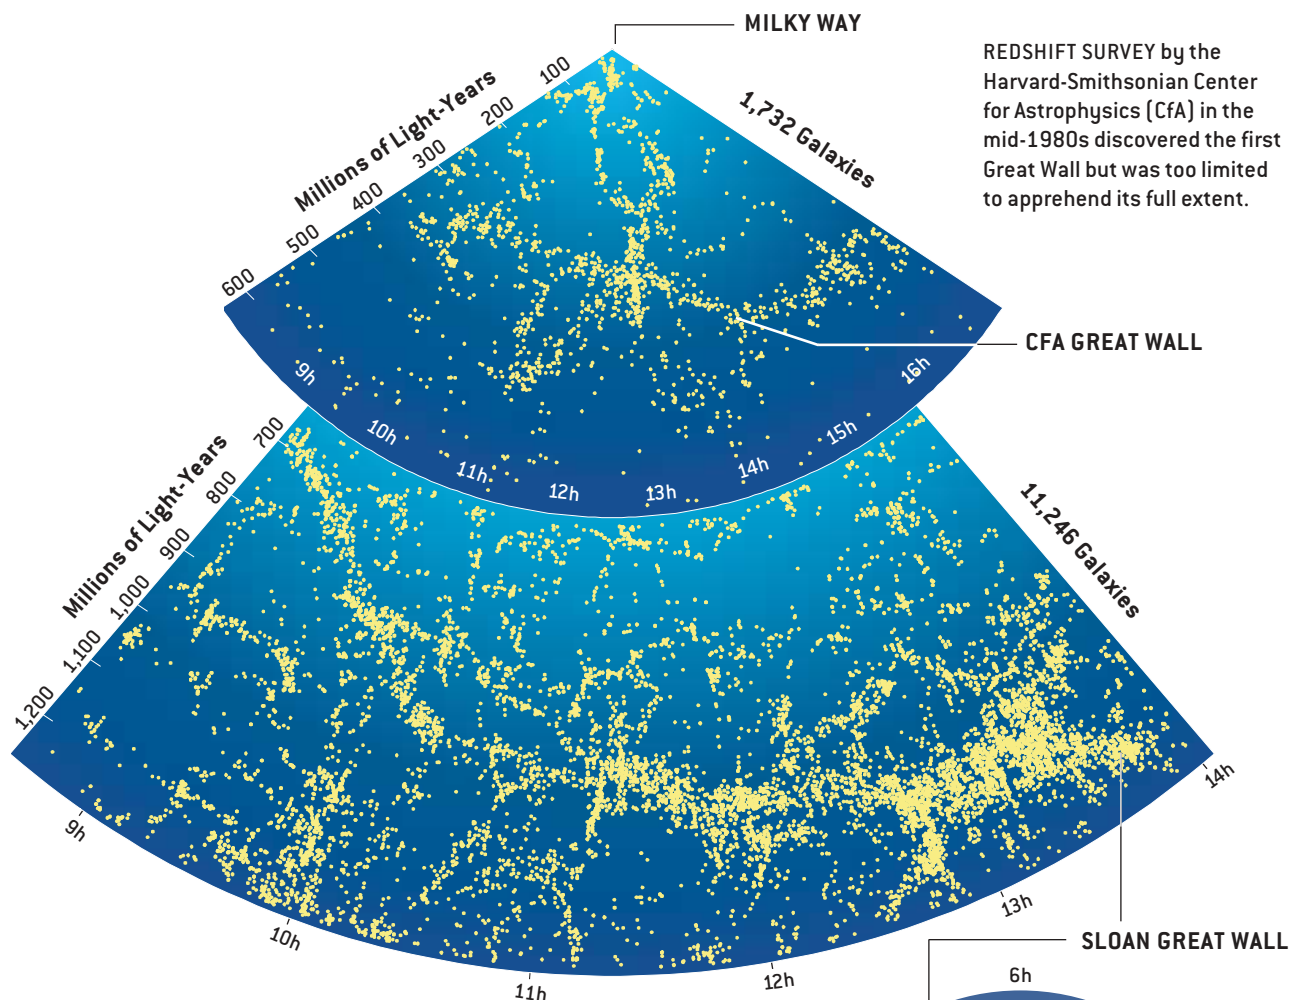 MILKY WAY
REDSHIFT SURVEY by the
Harvard-Smithsonian Center
for Astrophysics (CfA) in the
mid-1980s discovered the first
Great Wall but was too limited
to apprehend its full extent.
Millions of Light-Years
100
200
300
400
500
600
1,732 Galaxies
CFA GREAT WALL
9h
10h
11h
12h
13h
14h
15h
16h
Millions of Light-Years
700
800
900
1,000
1,100
1,200
11,246 Galaxies
9h
10h
11h
12h
13h
14h
SLOAN GREAT WALL
6h